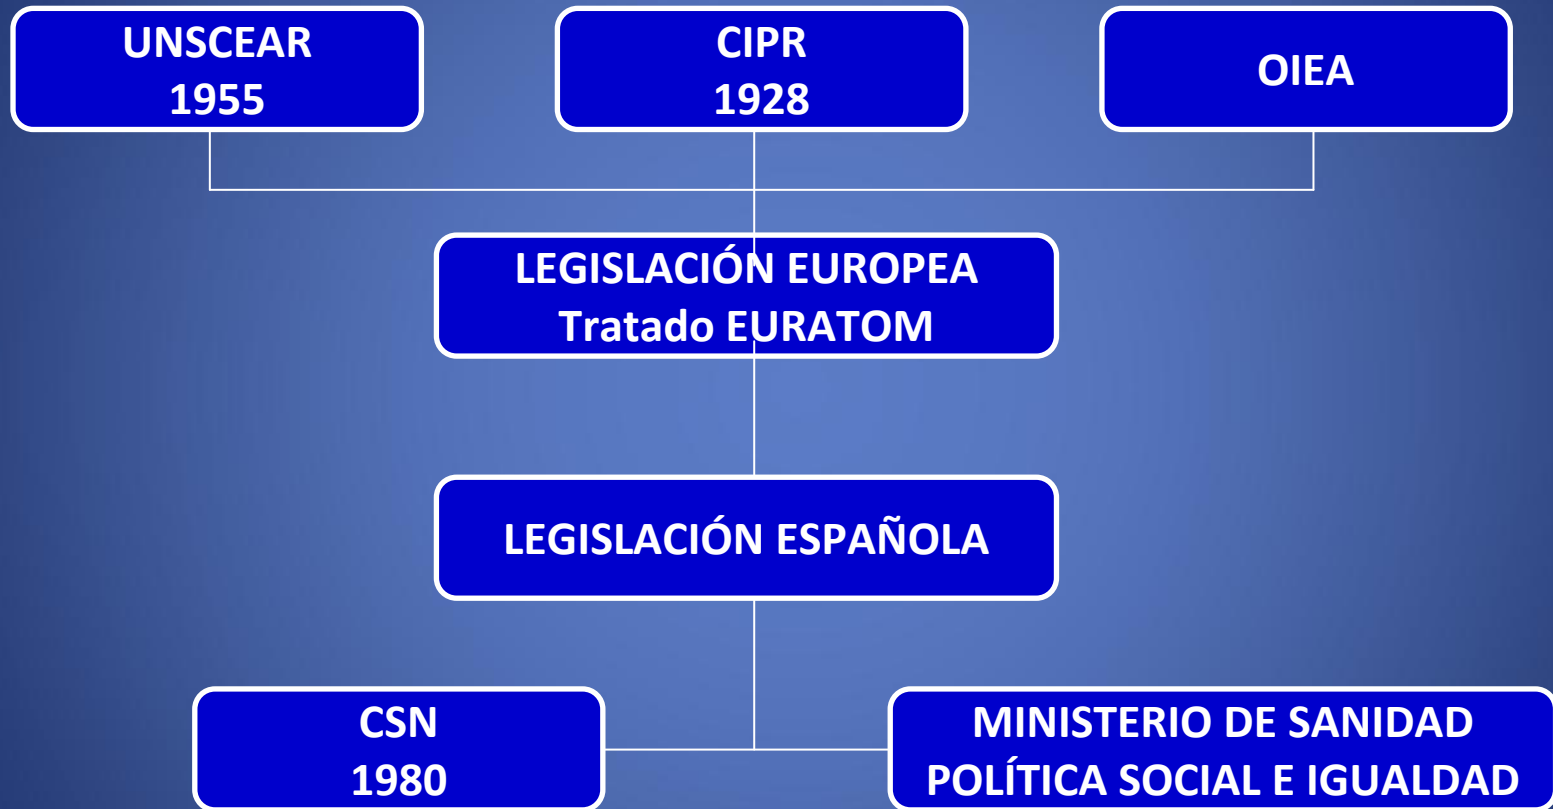 UNSCEAR
1955
CIPR
1928
OIEA
LEGISLACIÓN EUROPEA
Tratado EURATOM
LEGISLACIÓN ESPAÑOLA
CSN
1980
MINISTERIO DE SANIDAD
POLÍTICA SOCIAL E IGUALDAD